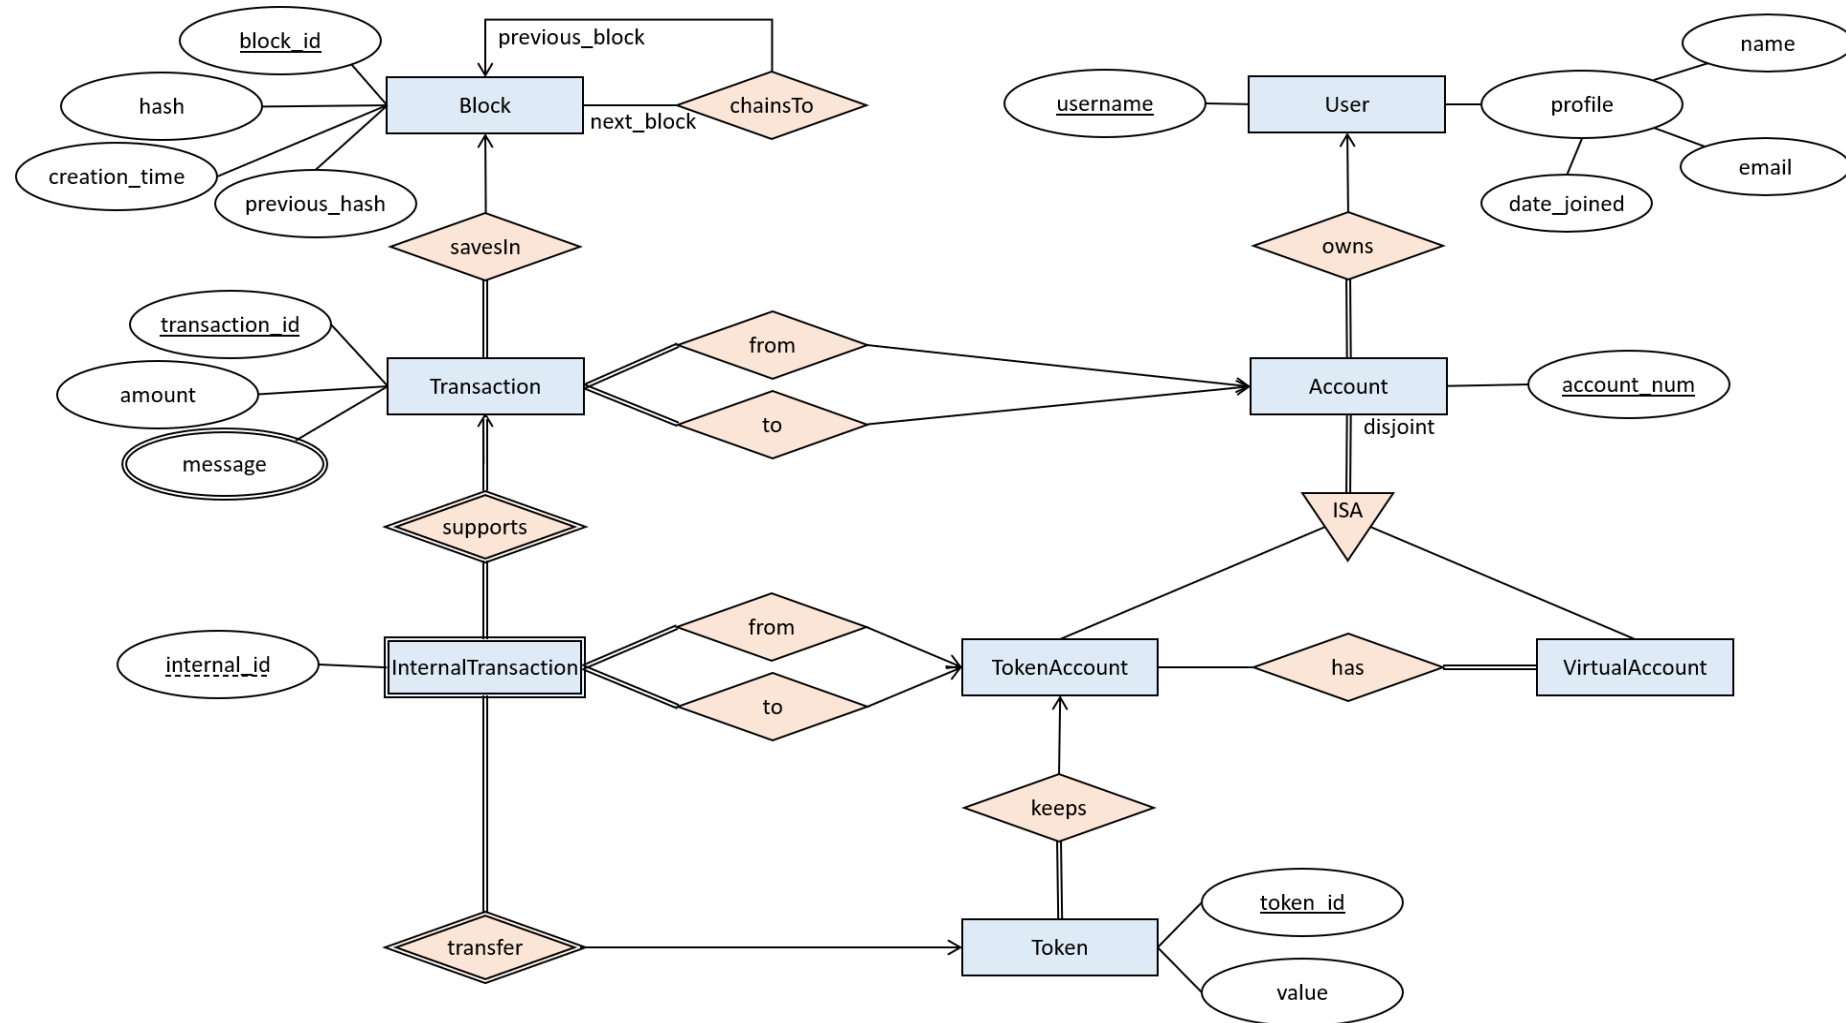 block_id
previous_block
name
hash
Block
chainsTo
username
User
profile
next_block
creation_time
email
previous_hash
date_joined
savesIn
owns
transaction_id
from
amount
Transaction
Account
account_num
to
disjoint
message
ISA
supports
from
internal_id
InternalTransaction
TokenAccount
has
VirtualAccount
to
keeps
token_id
transfer
Token
value